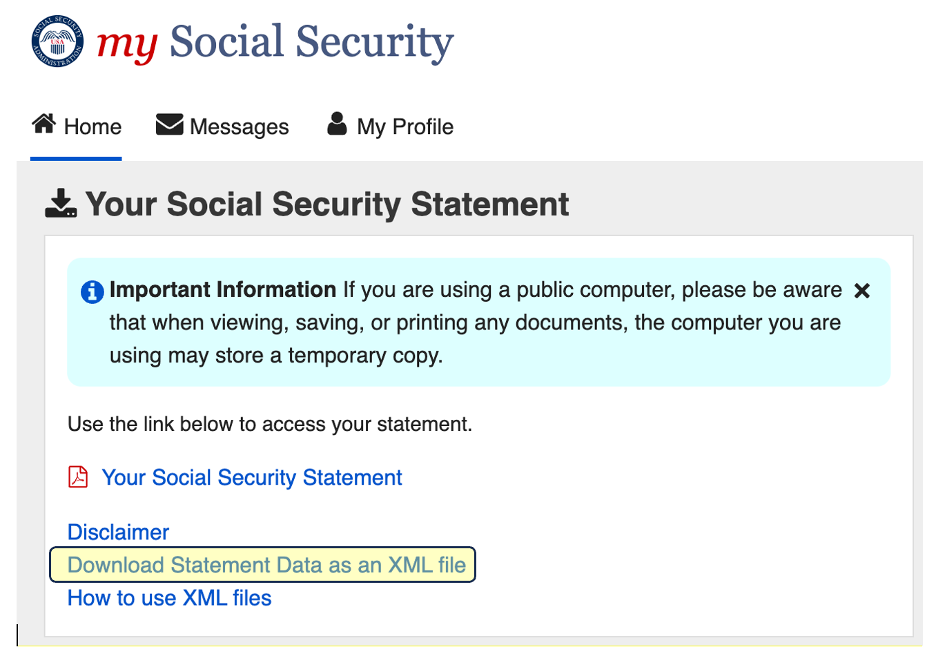 SOCIAL SECURITY ADMINISTRATION
USA
my Social Security
Home Messages My Profile
Your Social Security Statement
Important Information If you are using a public computer, please be aware
that when viewing, saving, or printing any documents, the computer you are
using may store a temporary copy.
Use the link below to access your statement.
Your Social Security Statement
Disclaimer
Download Statement Data as an XML file
How to use XML files